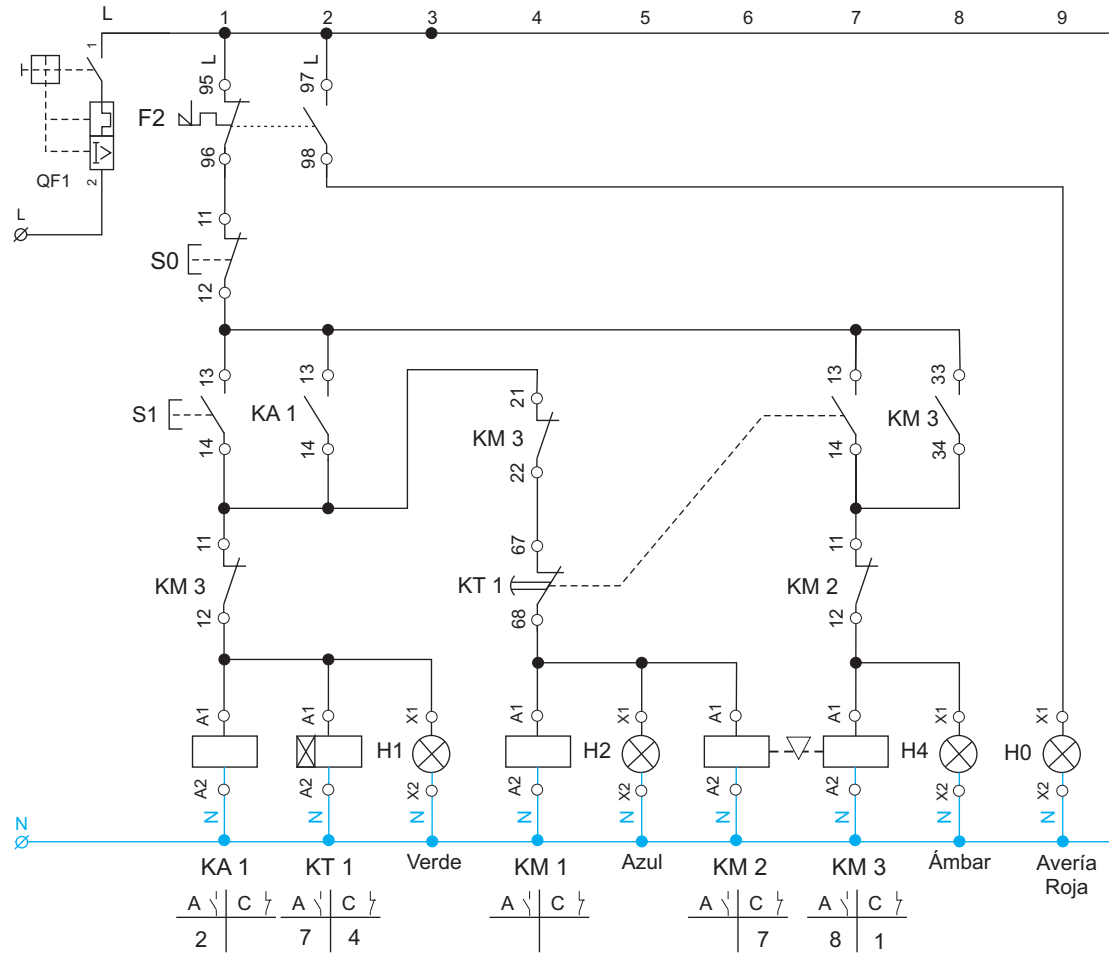 L 1 2 3 4 5 6 7 8 9
1
95 L
97 L
F2
QF1
2
96
98
L
11
S0
12
13
13
21
13
33
S1
KA 1
KM 3
KM 3
14
14
22
14
34
11
67
11
KM 3
KT 1
KM 2
12
68
12
A1 A1 X1 A1 X1 A1 A1 X1 X1
H1 H2 H4 H0
A2 A2 X2 A2 X2 A2 A2 X2 X2
N N N N N N N N N
N
KA 1 KT 1 Verde KM 1 Azul KM 2 KM 3 Ámbar Avería
Roja
A C A C A C A C A C
2 7 4 7 8 1